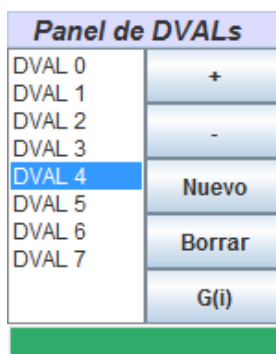 Panel de DVALs
DVAL 0
DVAL 1
DVAL 2
DVAL 3
DVAL 4
DVAL 5
DVAL 6
DVAL 7
+
-
Nuevo
Borrar
G(i)